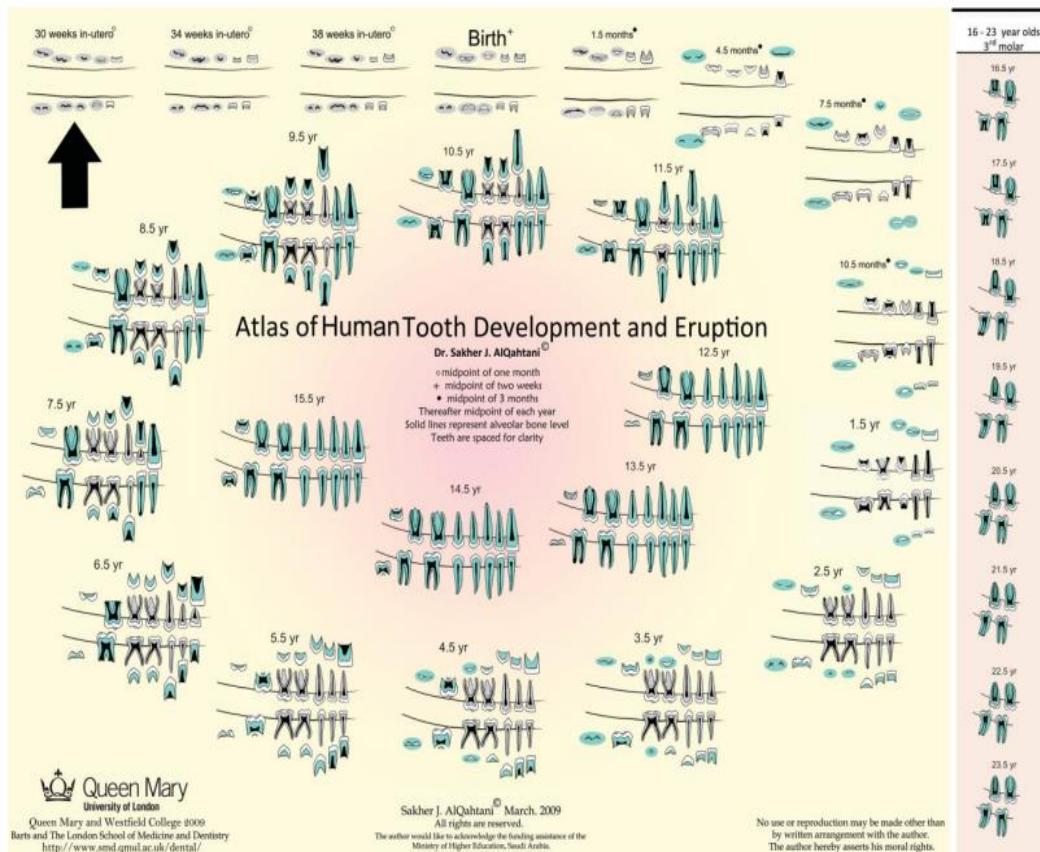 30 weeks in-utero○
34 weeks in-utero○
38 weeks in-utero○
Birth+
1.5 months●
4.5 months●
7.5 months●
16 - 23 year olds
3rd molar
16.5 yr
17.5 yr
18.5 yr
19.5 yr
20.5 yr
21.5 yr
22.5 yr
23.5 yr
9.5 yr
10.5 yr
11.5 yr
8.5 yr
10.5 months●
Atlas of Human Tooth Development and Eruption
Dr. Sakher J. AlQahtani©
○ midpoint of one month
+ midpoint of two weeks
● midpoint of 3 months
Thereafter midpoint of each year
Solid lines represent alveolar bone level
Teeth are spaced for clarity
12.5 yr
7.5 yr
15.5 yr
1.5 yr
13.5 yr
14.5 yr
6.5 yr
2.5 yr
5.5 yr
4.5 yr
3.5 yr
Queen Mary
University of London
Queen Mary and Westfield College 2009
Barts and The London School of Medicine and Dentistry
http://www.smd.qmul.ac.uk/dental/
Sakher J. AlQahtani© March. 2009
All rights are reserved.
The author would like to acknowledge the funding assistance of the
Ministry of Higher Education, Saudi Arabia.
No use or reproduction may be made other than
by written arrangement with the author.
The author hereby asserts his moral rights.